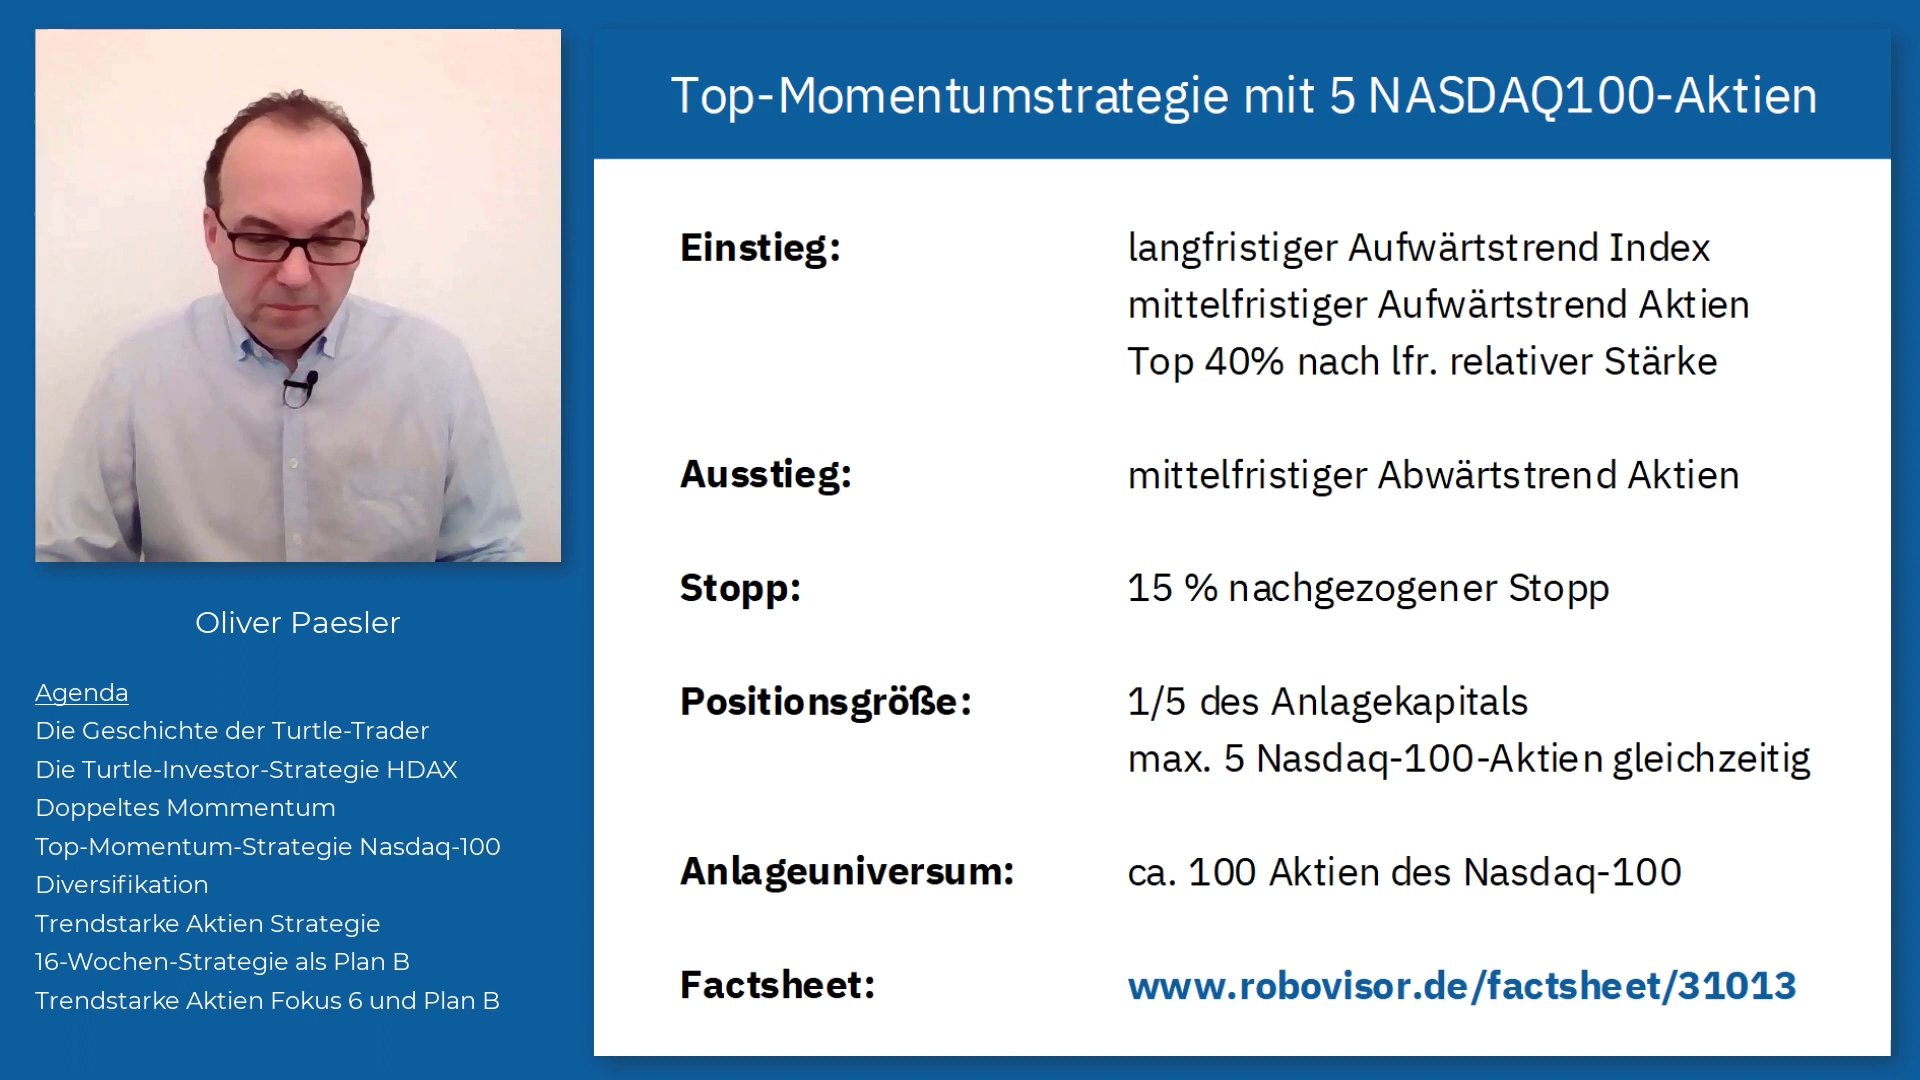 Oliver Paesler
Agenda
Die Geschichte der Turtle-Trader
Die Turtle-Investor-Strategie HDAX
Doppeltes Mommentum
Top-Momentum-Strategie Nasdaq-100
Diversifikation
Trendstarke Aktien Strategie
16-Wochen-Strategie als Plan B
Trendstarke Aktien Fokus 6 und Plan B
Top-Momentumstrategie mit 5 NASDAQ100-Aktien
Einstieg: langfristiger Aufwärtstrend Index
mittelfristiger Aufwärtstrend Aktien
Top 40% nach lfr. relativer Stärke
Ausstieg: mittelfristiger Abwärtstrend Aktien
Stopp: 15 % nachgezogener Stopp
Positionsgröße: 1/5 des Anlagekapitals
max. 5 Nasdaq-100-Aktien gleichzeitig
Anlageuniversum: ca. 100 Aktien des Nasdaq-100
Factsheet: www.robovisor.de/factsheet/31013